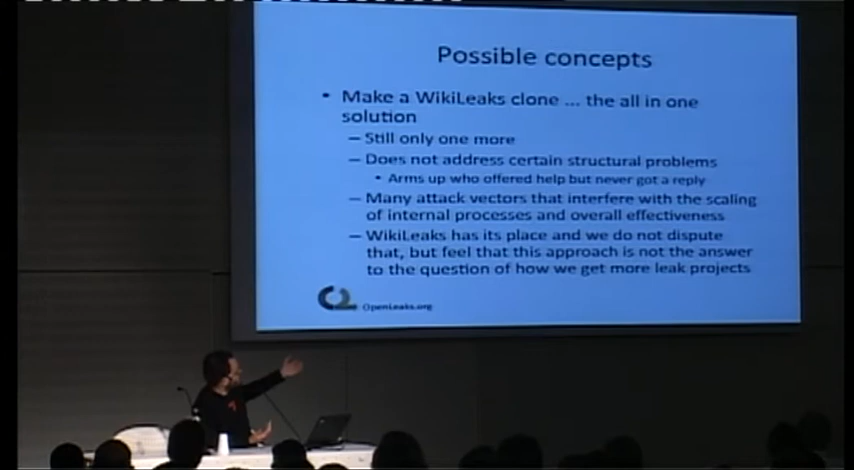 Possible concepts
• Make a WikiLeaks clone ... the all in one
solution
– Still only one more
– Does not address certain structural problems
• Arms up who offered help but never got a reply
– Many attack vectors that interfere with the scaling
of internal processes and overall effectiveness
– WikiLeaks has its place and we do not dispute
that, but feel that this approach is not the answer
to the question of how we get more leak projects
OpenLeaks.org